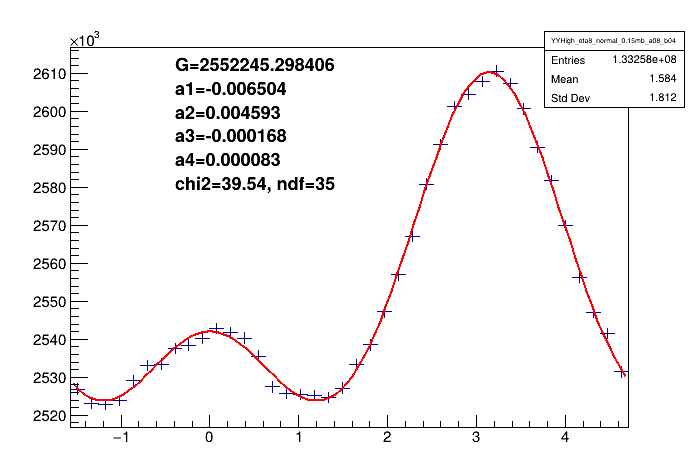 ×10³
YYHigh_eta8_normal_0.15mb_a08_b04
Entries 1.33258e+08
Mean 1.584
Std Dev 1.812
G=2552245.298406
a1=-0.006504
a2=0.004593
a3=-0.000168
a4=0.000083
chi2=39.54, ndf=35
2610
2600
2590
2580
2570
2560
2550
2540
2530
2520
−1 0 1 2 3 4